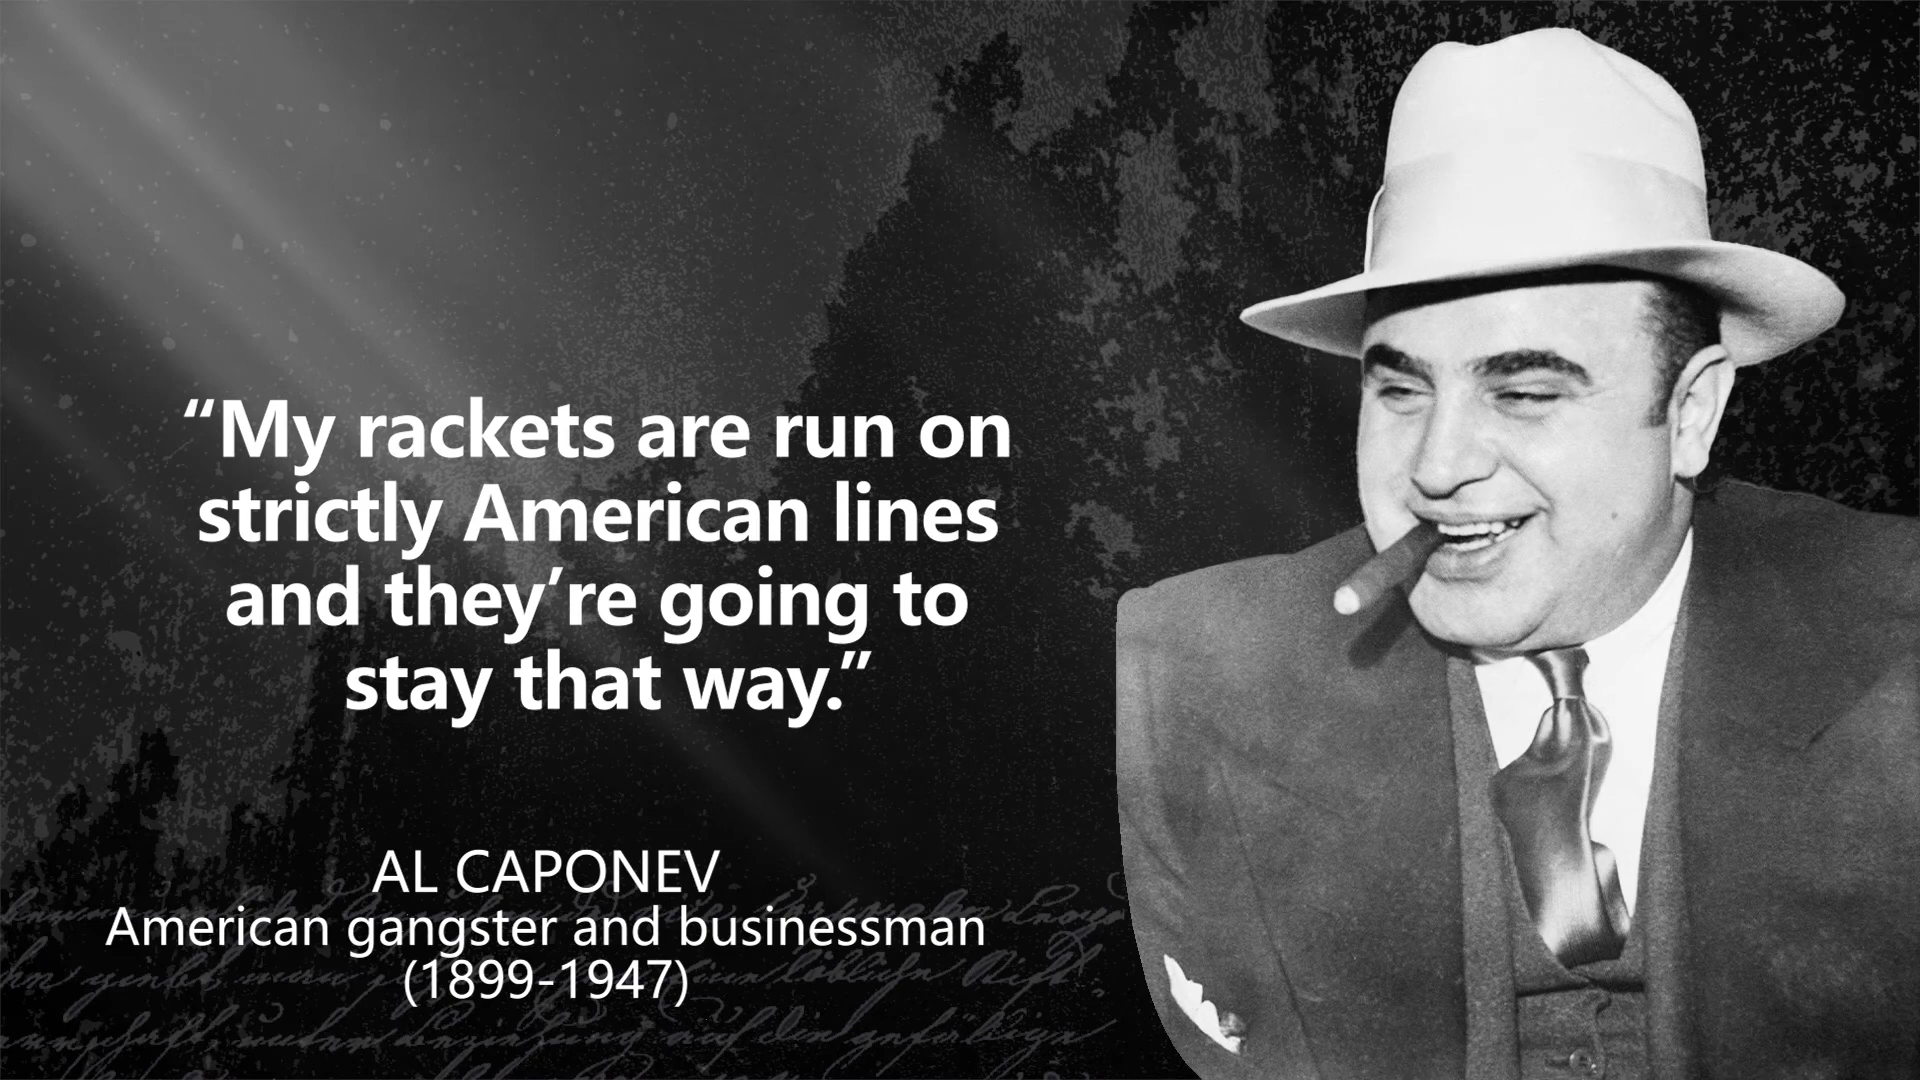 “My rackets are run on
strictly American lines
and they’re going to
stay that way.”
AL CAPONEV
American gangster and businessman
(1899-1947)